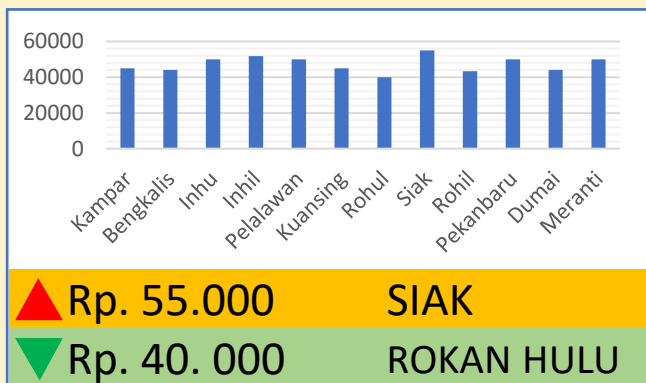 60000
40000
20000
0
Kampar
Bengkalis
Inhu
Inhil
Pelalawan
Kuansing
Rohul
Siak
Rohil
Pekanbaru
Dumai
Meranti
Rp. 55.000 SIAK
Rp. 40. 000 ROKAN HULU